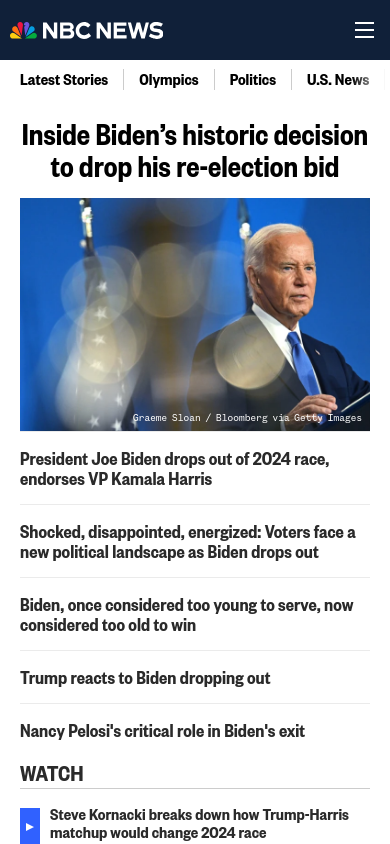 NBC NEWS
Latest Stories
Olympics
Politics
U.S. News
Inside Biden’s historic decision
to drop his re-election bid
Graeme Sloan / Bloomberg via Getty Images
President Joe Biden drops out of 2024 race,
endorses VP Kamala Harris
Shocked, disappointed, energized: Voters face a
new political landscape as Biden drops out
Biden, once considered too young to serve, now
considered too old to win
Trump reacts to Biden dropping out
Nancy Pelosi's critical role in Biden's exit
WATCH
Steve Kornacki breaks down how Trump-Harris
matchup would change 2024 race